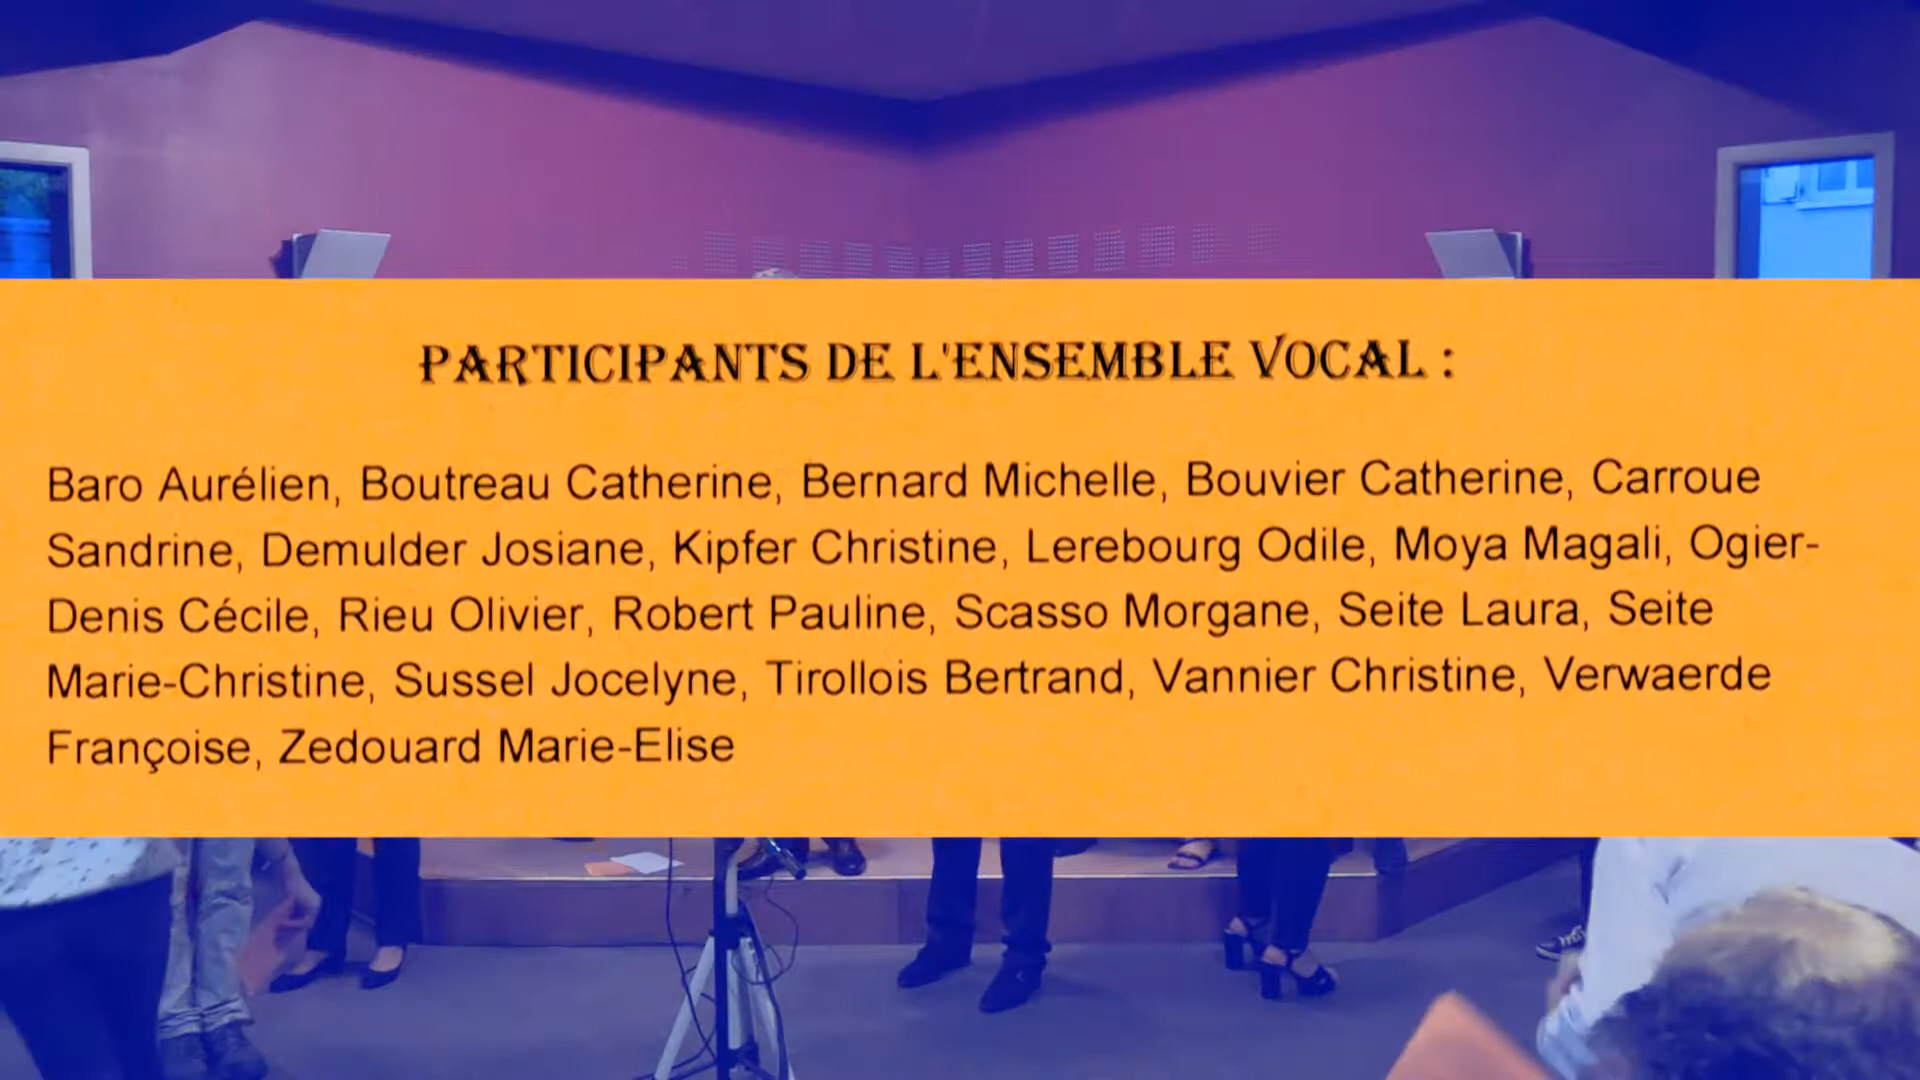 PARTICIPANTS DE L'ENSEMBLE VOCAL :
Baro Aurélien, Boutreau Catherine, Bernard Michelle, Bouvier Catherine, Carroue
Sandrine, Demulder Josiane, Kipfer Christine, Lerebourg Odile, Moya Magali, Ogier-
Denis Cécile, Rieu Olivier, Robert Pauline, Scasso Morgane, Seite Laura, Seite
Marie-Christine, Sussel Jocelyne, Tirollois Bertrand, Vannier Christine, Verwaerde
Françoise, Zedouard Marie-Elise